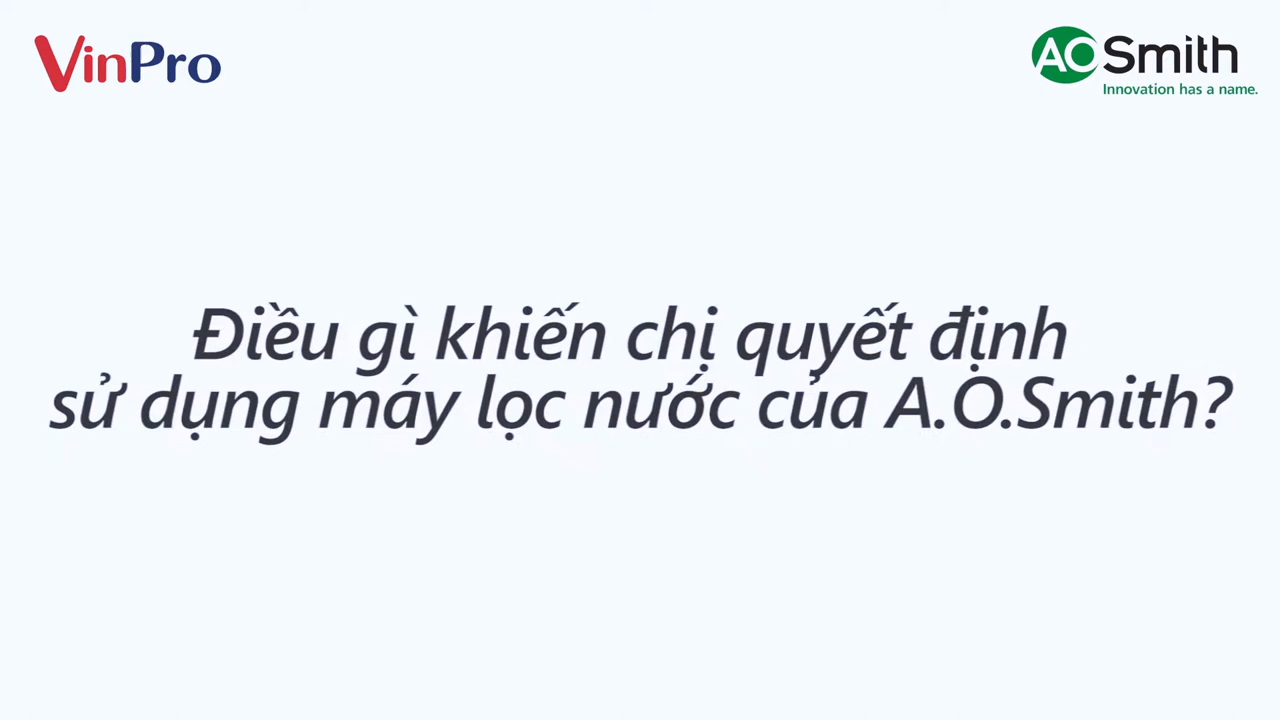 VinPro
AO Smith
Innovation has a name.
Điều gì khiến chị quyết định
sử dụng máy lọc nước của A.O.Smith?